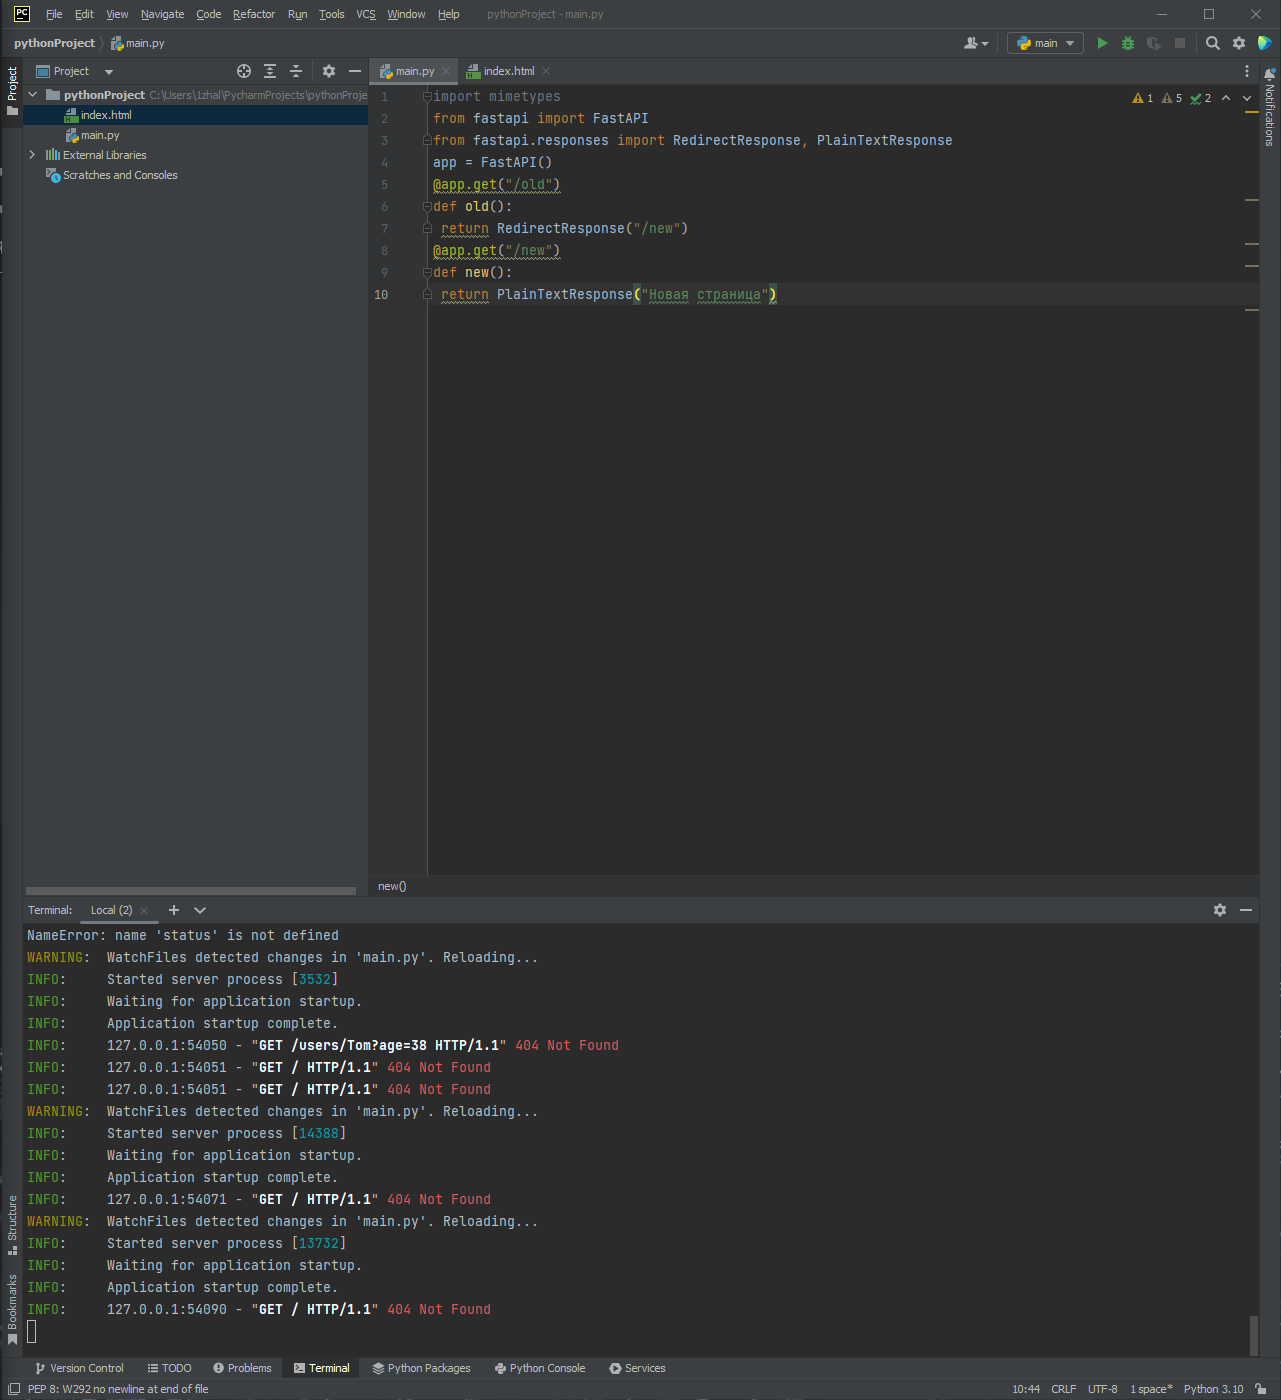 PC File Edit View Navigate Code Refactor Run Tools VCS Window Help pythonProject - main.py
pythonProject main.py
main
Project
main.py
index.html
Project
pythonProject C:\Users\1zhal\PycharmProjects\pythonProje
index.html
main.py
External Libraries
Scratches and Consoles
1 import mimetypes
2 from fastapi import FastAPI
3 from fastapi.responses import RedirectResponse, PlainTextResponse
4 app = FastAPI()
5 @app.get("/old")
6 def old():
7 return RedirectResponse("/new")
8 @app.get("/new")
9 def new():
10 return PlainTextResponse("Новая страница")
1 5 2
Notifications
new()
Terminal: Local (2)
NameError: name 'status' is not defined
WARNING: WatchFiles detected changes in 'main.py'. Reloading...
INFO: Started server process [3532]
INFO: Waiting for application startup.
INFO: Application startup complete.
INFO: 127.0.0.1:54050 - "GET /users/Tom?age=38 HTTP/1.1" 404 Not Found
INFO: 127.0.0.1:54051 - "GET / HTTP/1.1" 404 Not Found
INFO: 127.0.0.1:54051 - "GET / HTTP/1.1" 404 Not Found
WARNING: WatchFiles detected changes in 'main.py'. Reloading...
INFO: Started server process [14388]
INFO: Waiting for application startup.
INFO: Application startup complete.
INFO: 127.0.0.1:54071 - "GET / HTTP/1.1" 404 Not Found
WARNING: WatchFiles detected changes in 'main.py'. Reloading...
INFO: Started server process [13732]
INFO: Waiting for application startup.
INFO: Application startup complete.
INFO: 127.0.0.1:54090 - "GET / HTTP/1.1" 404 Not Found
Structure
Bookmarks
Version Control TODO Problems Terminal Python Packages Python Console Services
PEP 8: W292 no newline at end of file 10:44 CRLF UTF-8 1 space* Python 3.10